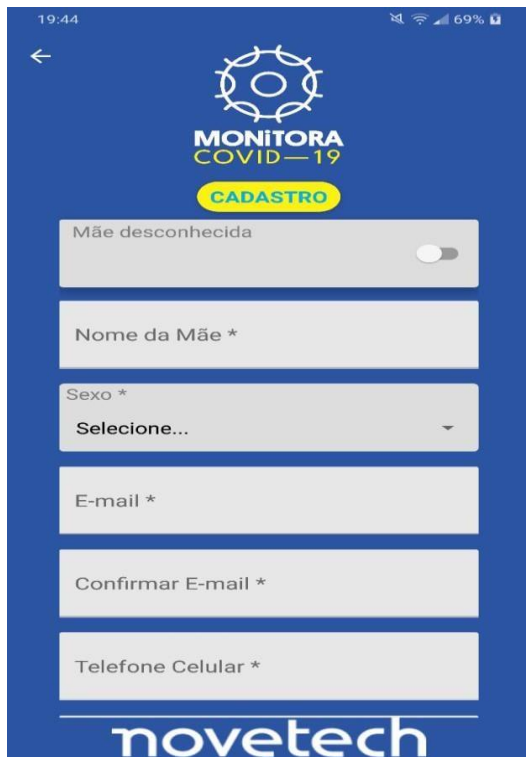 19:44
69%
MONiTORA
COVID—19
CADASTRO
Mãe desconhecida
Nome da Mãe *
Sexo *
Selecione...
E-mail *
Confirmar E-mail *
Telefone Celular *
novetech